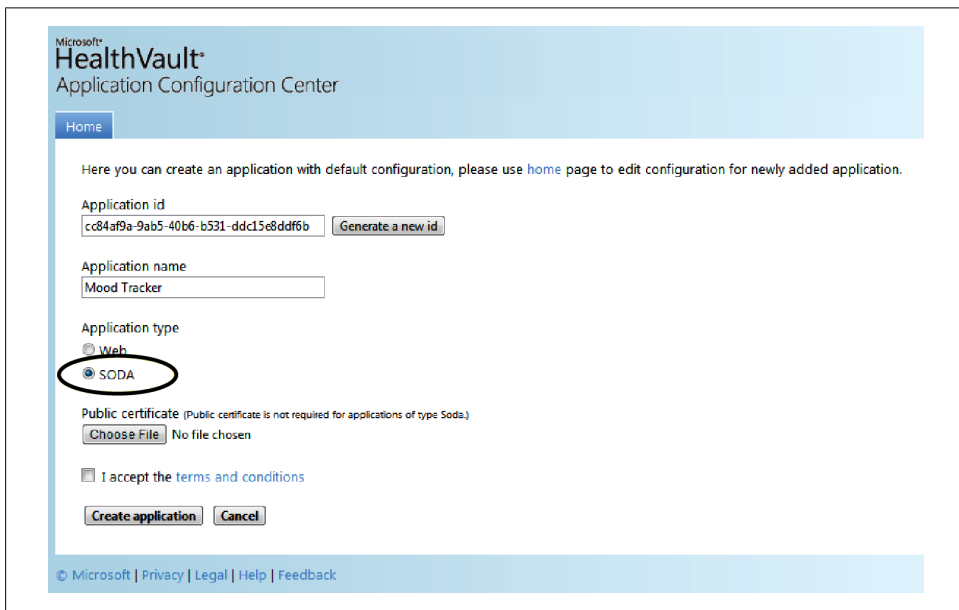 Microsoft®
HealthVault®
Application Configuration Center
Home
Here you can create an application with default configuration, please use home page to edit configuration for newly added application.
Application id
cc84af9a-9ab5-40b6-b531-ddc15e8ddf6b Generate a new id
Application name
Mood Tracker
Application type
Web
SODA
Public certificate (Public certificate is not required for applications of type Soda.)
Choose File No file chosen
I accept the terms and conditions
Create application Cancel
© Microsoft | Privacy | Legal | Help | Feedback